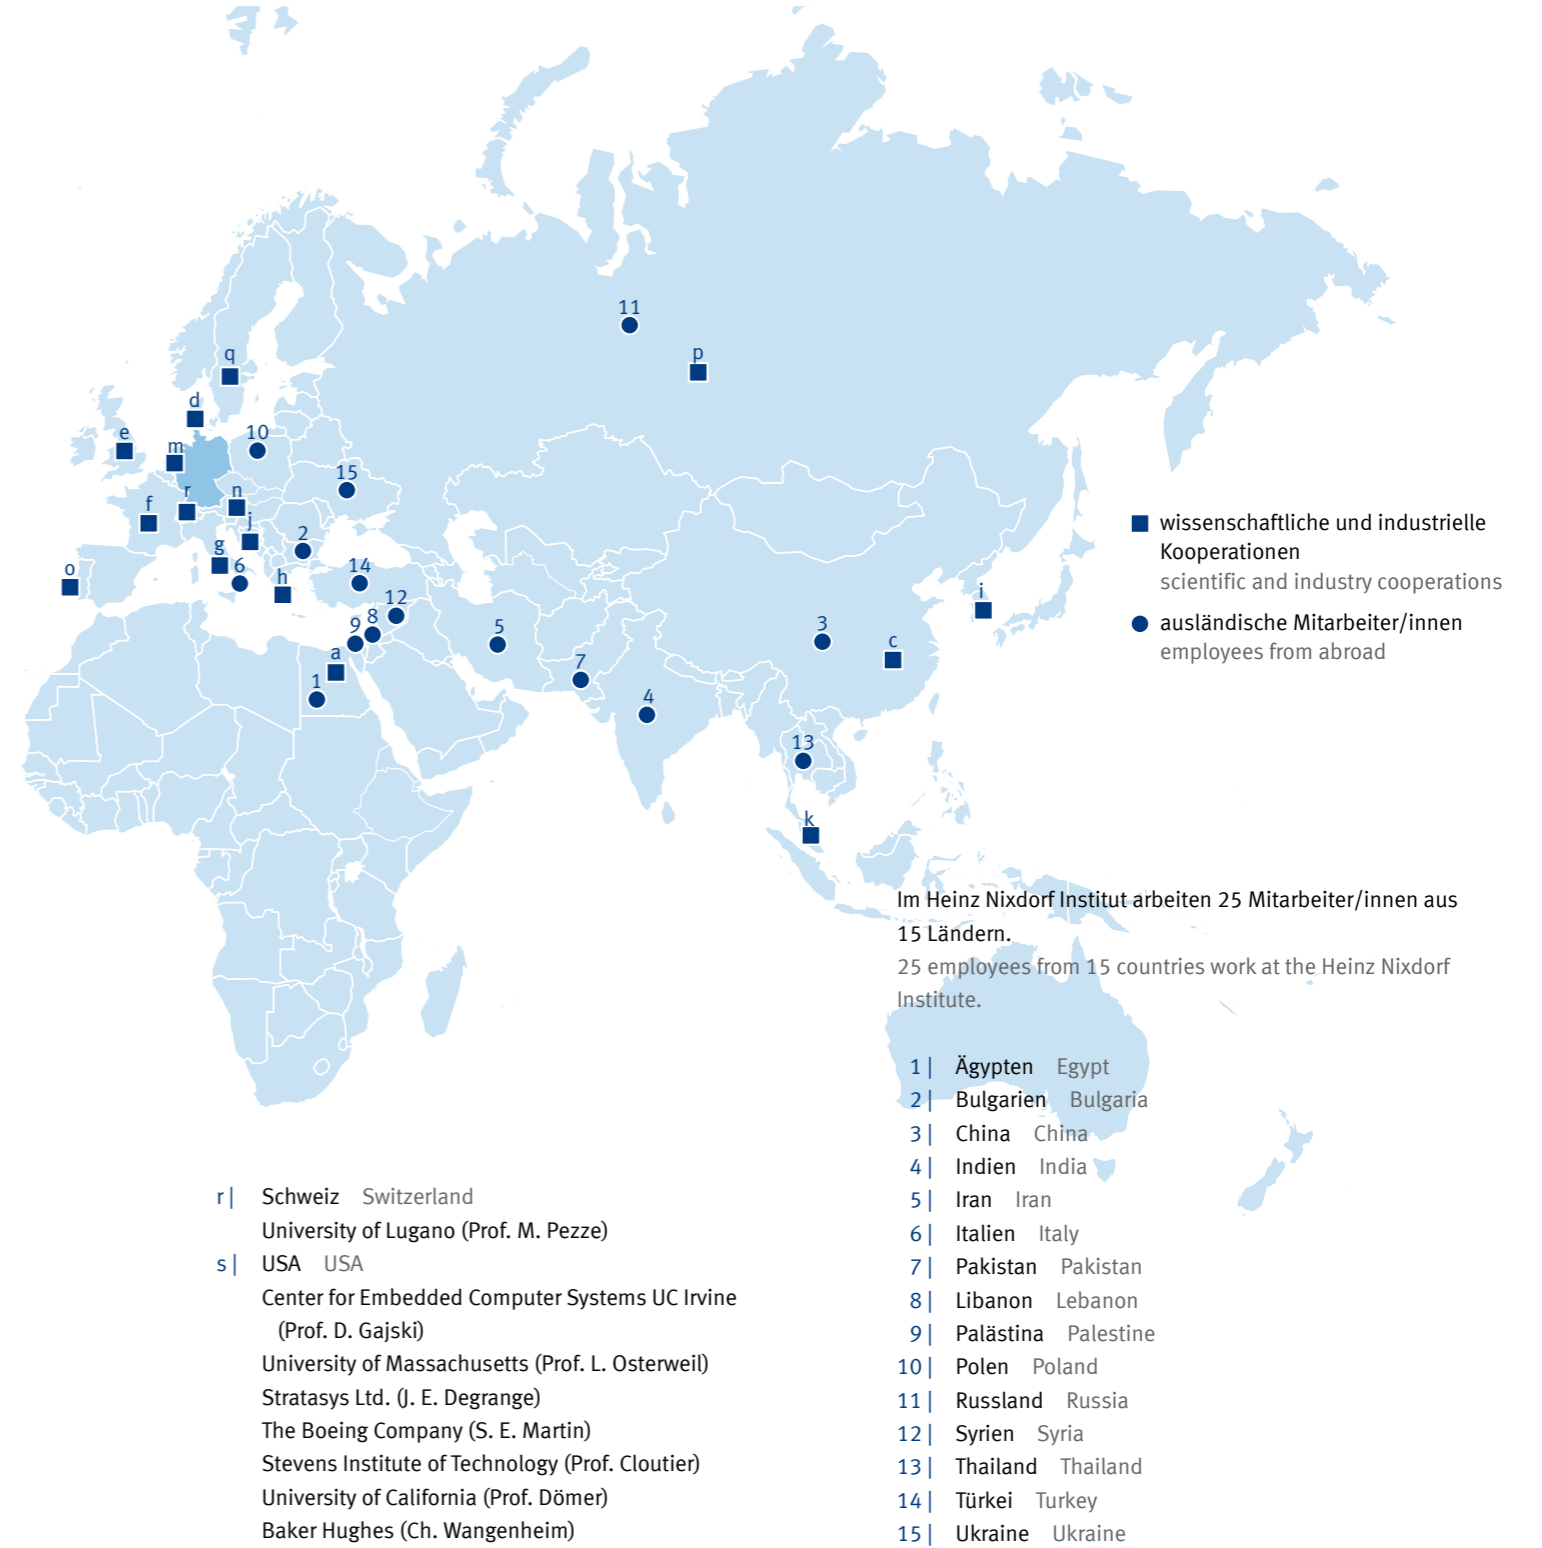 11
p
q
d
e
m
10
15
f
r
n
j
2
g
6
h
14
o
12
8
9
5
3
i
c
a
7
1
4
13
k
wissenschaftliche und industrielle
Kooperationen
scientific and industry cooperations
ausländische Mitarbeiter/innen
employees from abroad
Im Heinz Nixdorf Institut arbeiten 25 Mitarbeiter/innen aus
15 Ländern.
25 employees from 15 countries work at the Heinz Nixdorf
Institute.
r | Schweiz Switzerland
University of Lugano (Prof. M. Pezze)
s | USA USA
Center for Embedded Computer Systems UC Irvine
(Prof. D. Gajski)
University of Massachusetts (Prof. L. Osterweil)
Stratasys Ltd. (J. E. Degrange)
The Boeing Company (S. E. Martin)
Stevens Institute of Technology (Prof. Cloutier)
University of California (Prof. Dömer)
Baker Hughes (Ch. Wangenheim)
1 | Ägypten Egypt
2 | Bulgarien Bulgaria
3 | China China
4 | Indien India
5 | Iran Iran
6 | Italien Italy
7 | Pakistan Pakistan
8 | Libanon Lebanon
9 | Palästina Palestine
10 | Polen Poland
11 | Russland Russia
12 | Syrien Syria
13 | Thailand Thailand
14 | Türkei Turkey
15 | Ukraine Ukraine